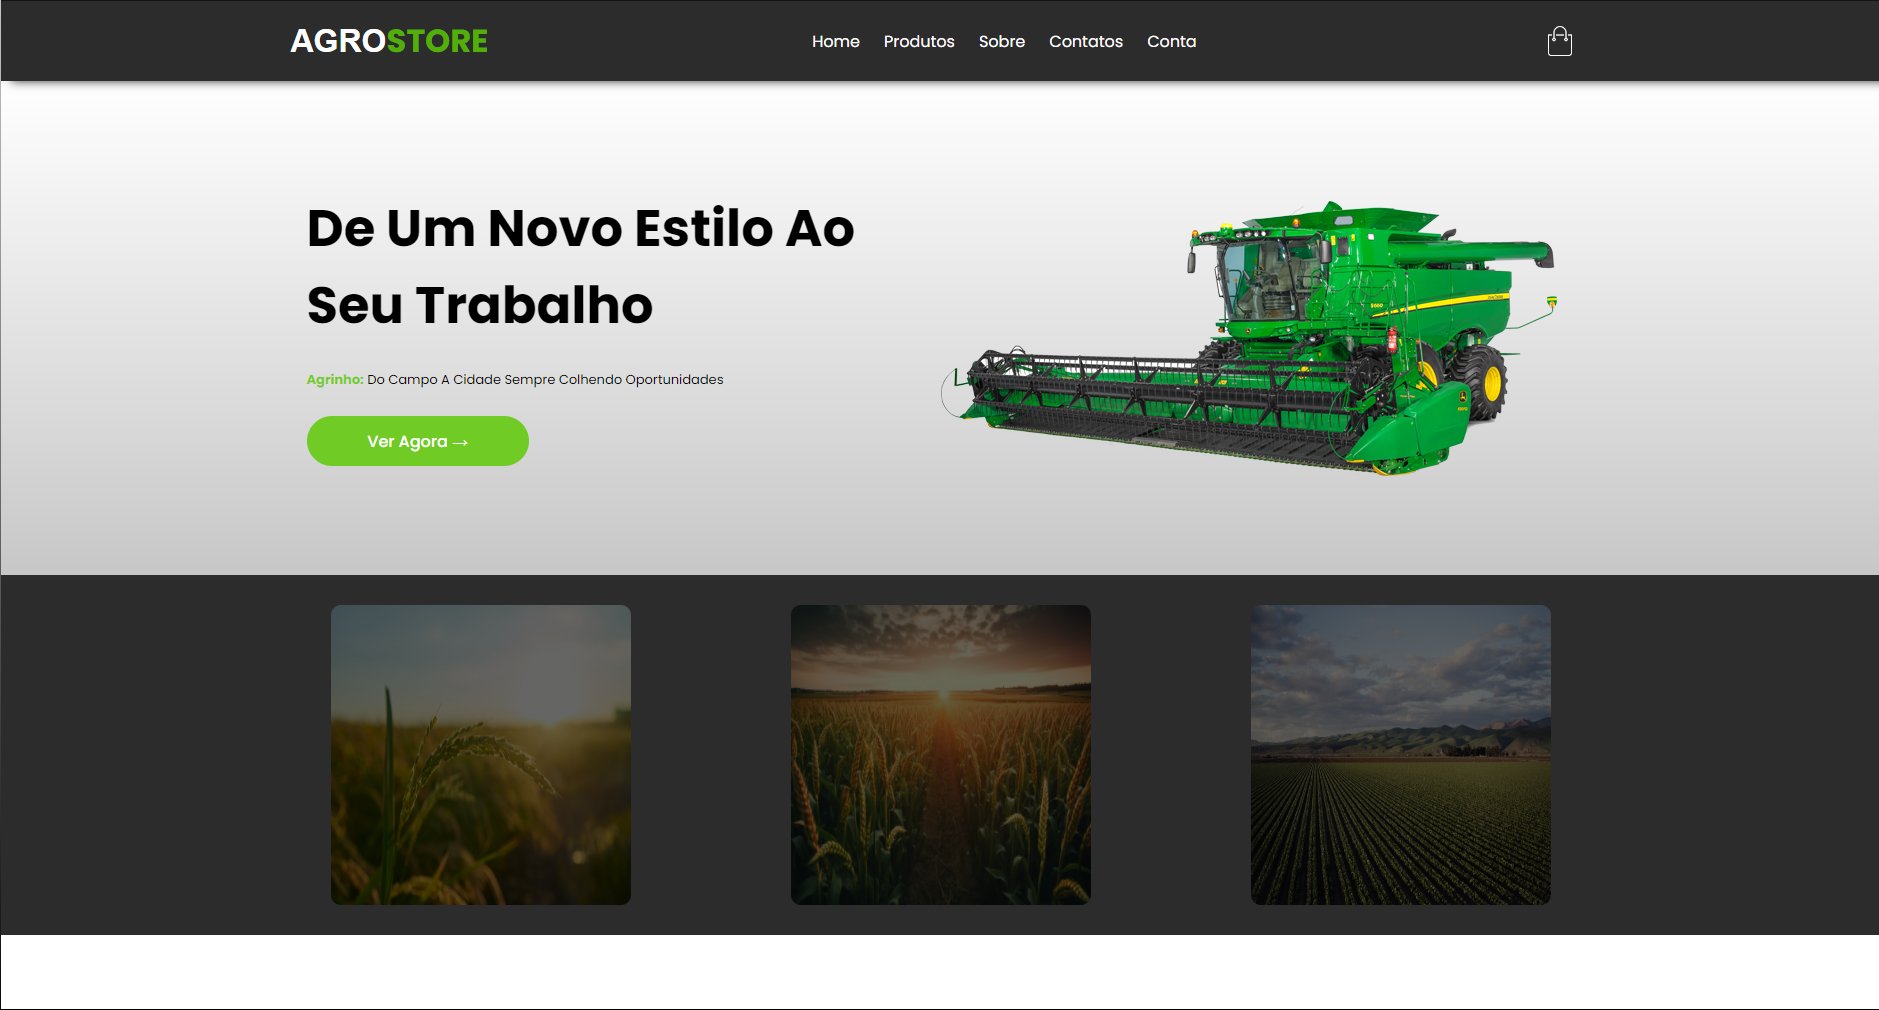 AGROSTORE
Home Produtos Sobre Contatos Conta
De Um Novo Estilo Ao
Seu Trabalho
Agrinho: Do Campo A Cidade Sempre Colhendo Oportunidades
Ver Agora →